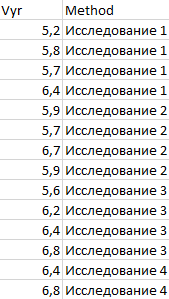 Vyr Method
5,2 Исследование 1
5,8 Исследование 1
5,7 Исследование 1
6,4 Исследование 1
5,9 Исследование 2
5,7 Исследование 2
6,7 Исследование 2
5,9 Исследование 2
5,6 Исследование 3
6,2 Исследование 3
6,4 Исследование 3
6,8 Исследование 3
6,4 Исследование 4
6,8 Исследование 4